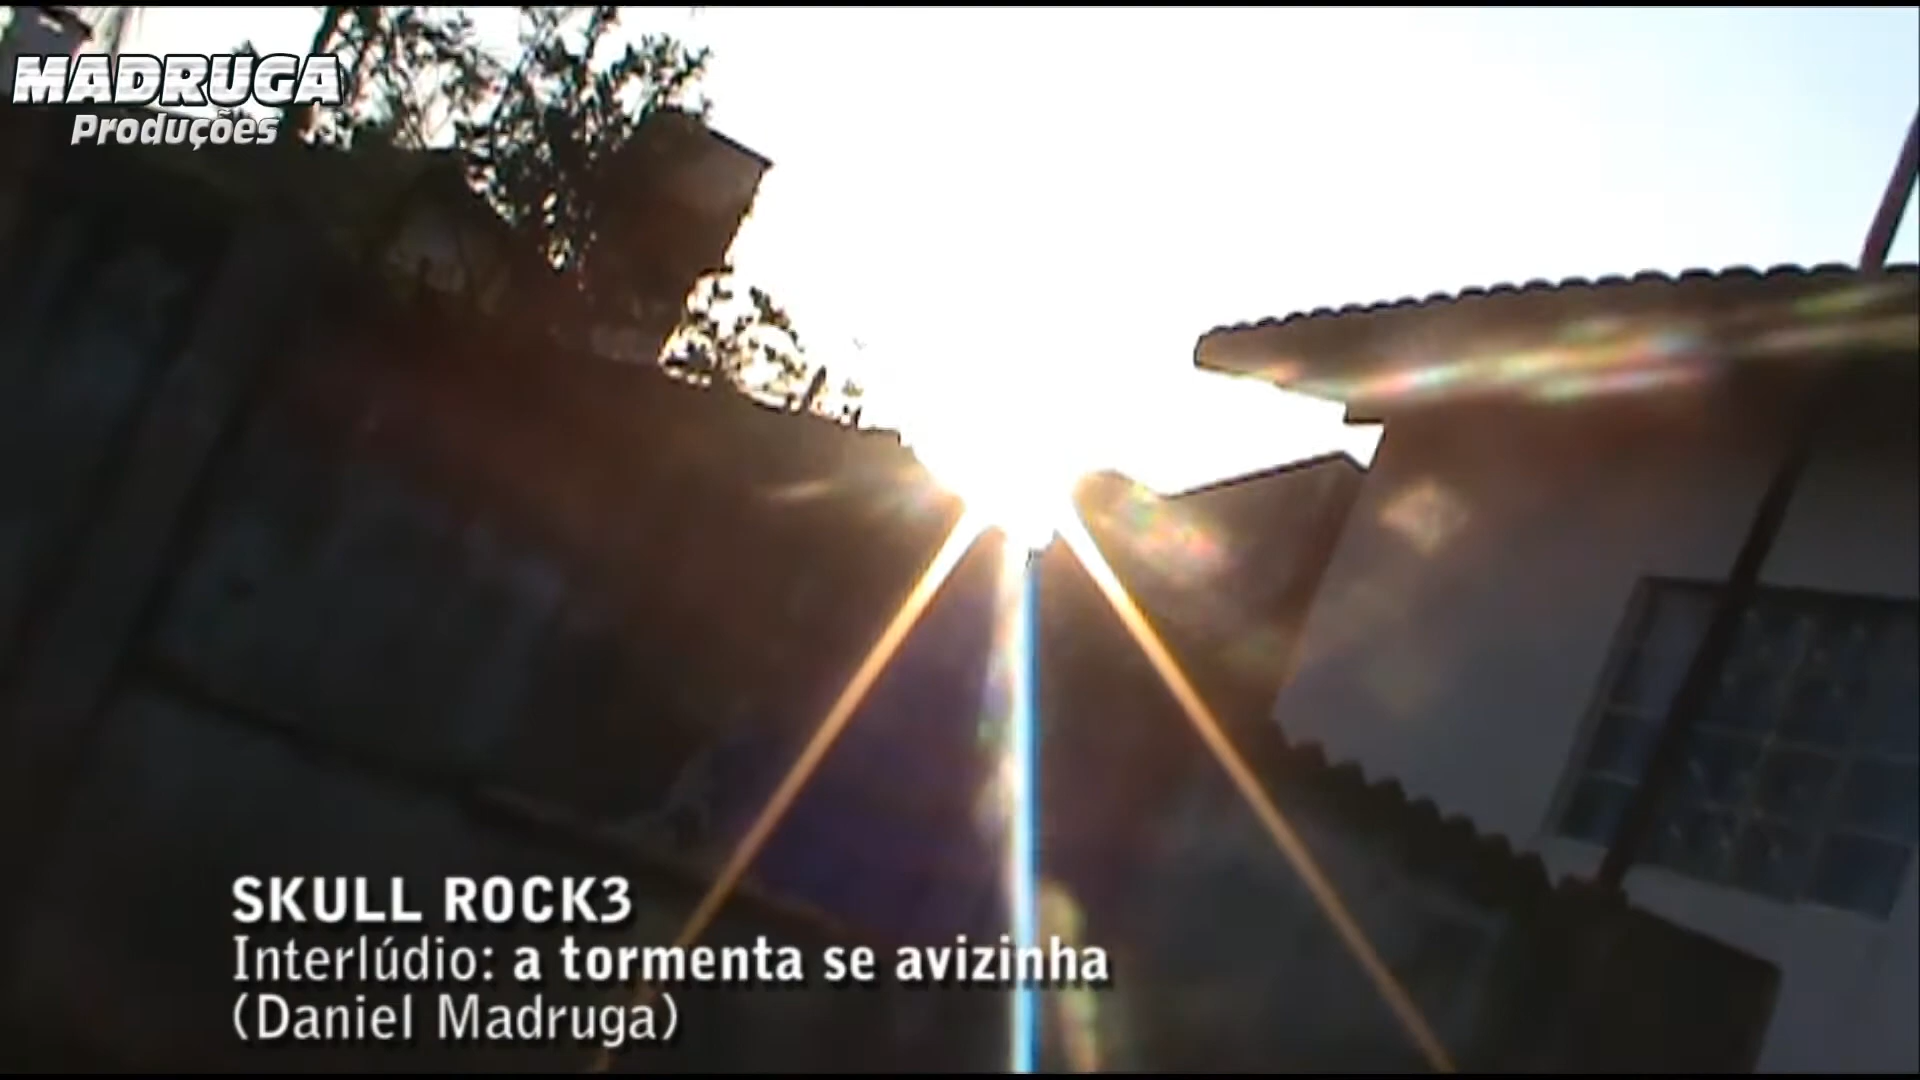 MADRUGA
Produções
SKULL ROCK3
Interlúdio: a tormenta se avizinha
(Daniel Madruga)